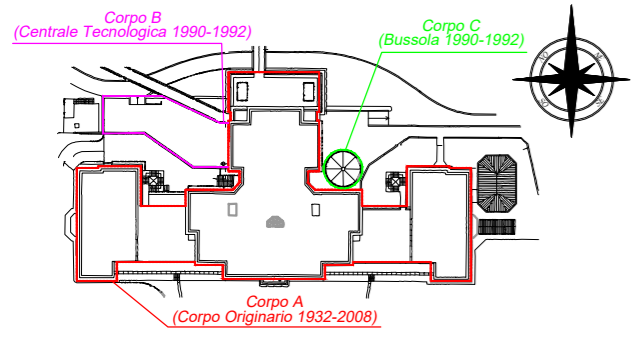 Corpo B
(Centrale Tecnologica 1990-1992)
Corpo C
(Bussola 1990-1992)
Corpo A
(Corpo Originario 1932-2008)